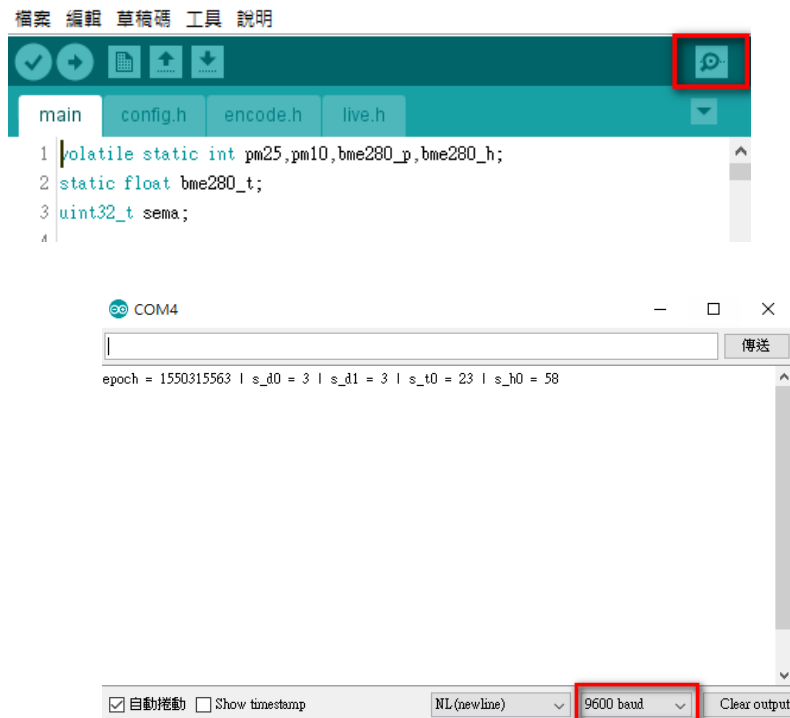 檔案 編輯 草稿碼 工具 說明
main config.h encode.h live.h
1 volatile static int pm25,pm10,bme280_p,bme280_h;
2 static float bme280_t;
3 uint32_t sema;
4
COM4
傳送
epoch = 1550315563 | s_d0 = 3 | s_d1 = 3 | s_t0 = 23 | s_h0 = 58
自動捲動 Show timestamp NL(newline) 9600 baud Clear output